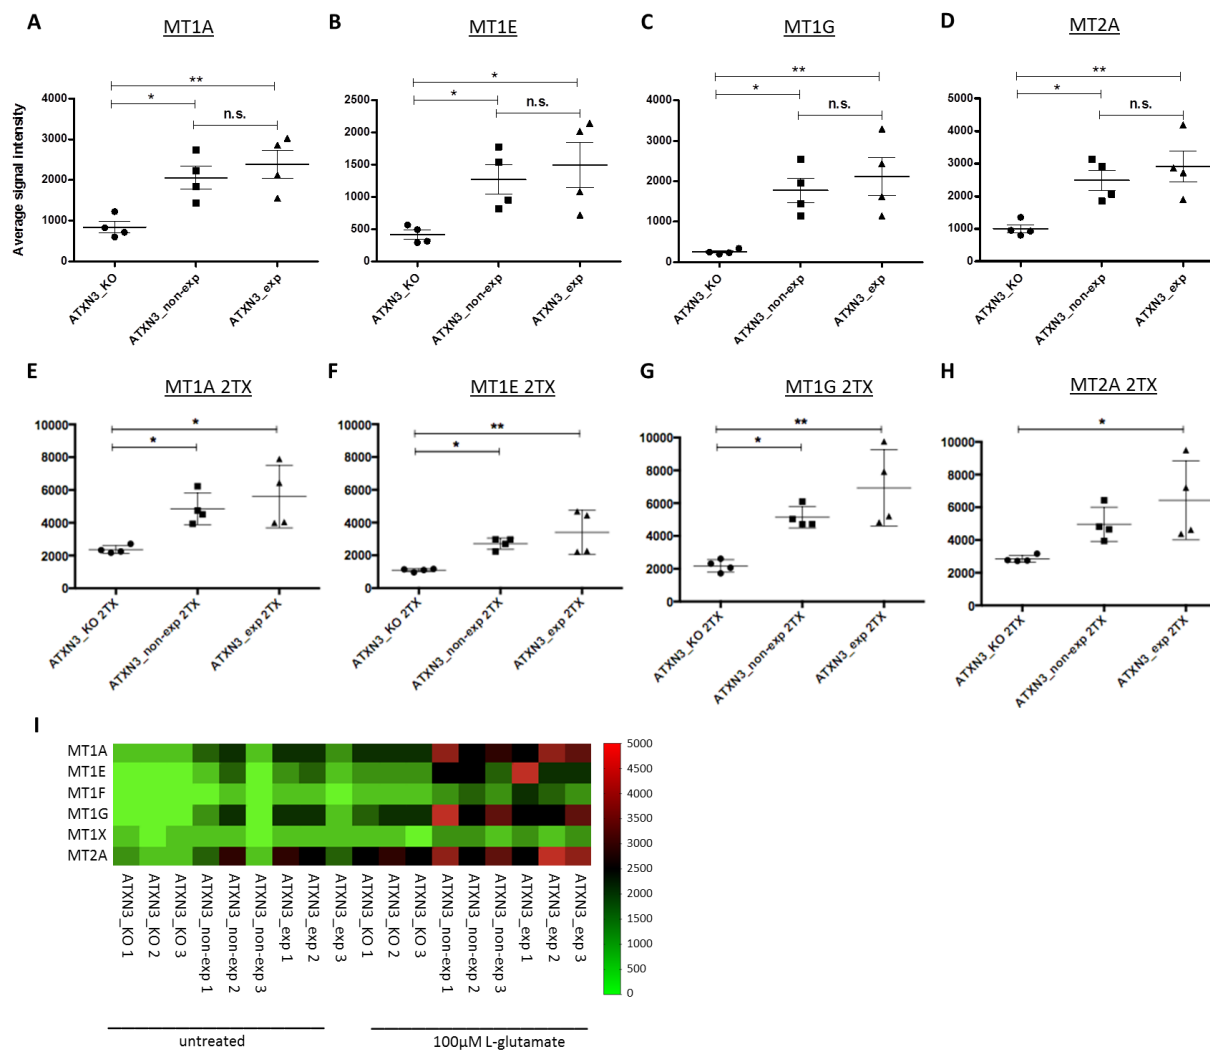 A
MT1A
B
MT1E
C
MT1G
D
MT2A
Average signal intensity
**
*
n.s.
4000
3000
2000
1000
0
ATXN3_KO
ATXN3_non-exp
ATXN3_exp
*
*
n.s.
2500
2000
1500
1000
500
0
ATXN3_KO
ATXN3_non-exp
ATXN3_exp
**
*
n.s.
4000
3000
2000
1000
0
ATXN3_KO
ATXN3_non-exp
ATXN3_exp
**
*
n.s.
5000
4000
3000
2000
1000
0
ATXN3_KO
ATXN3_non-exp
ATXN3_exp
E
MT1A 2TX
F
MT1E 2TX
G
MT1G 2TX
H
MT2A 2TX
*
*
10000
8000
6000
4000
2000
0
ATXN3_KO 2TX
ATXN3_non-exp 2TX
ATXN3_exp 2TX
**
*
10000
8000
6000
4000
2000
0
ATXN3_KO 2TX
ATXN3_non-exp 2TX
ATXN3_exp 2TX
**
*
10000
8000
6000
4000
2000
0
ATXN3_KO 2TX
ATXN3_non-exp 2TX
ATXN3_exp 2TX
*
10000
8000
6000
4000
2000
0
ATXN3_KO 2TX
ATXN3_non-exp 2TX
ATXN3_exp 2TX
I
MT1A
MT1E
MT1F
MT1G
MT1X
MT2A
ATXN3_KO 1
ATXN3_KO 2
ATXN3_KO 3
ATXN3_non-exp 1
ATXN3_non-exp 2
ATXN3_non-exp 3
ATXN3_exp 1
ATXN3_exp 2
ATXN3_exp 3
ATXN3_KO 1
ATXN3_KO 2
ATXN3_KO 3
ATXN3_non-exp 1
ATXN3_non-exp 2
ATXN3_non-exp 3
ATXN3_exp 1
ATXN3_exp 2
ATXN3_exp 3
5000
4500
4000
3500
3000
2500
2000
1500
1000
500
0
untreated
100µM L-glutamate